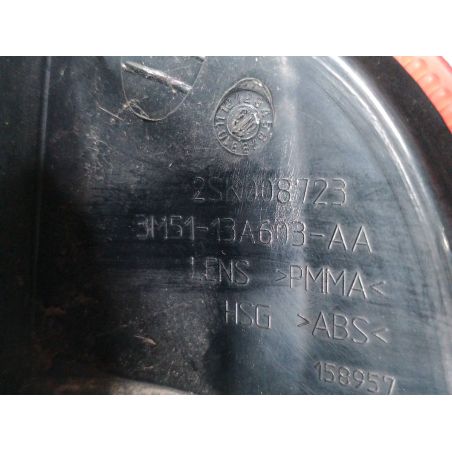 2SK008723
3M51-13A603-AA
LENS >PMMA<
HSG >ABS<
158957